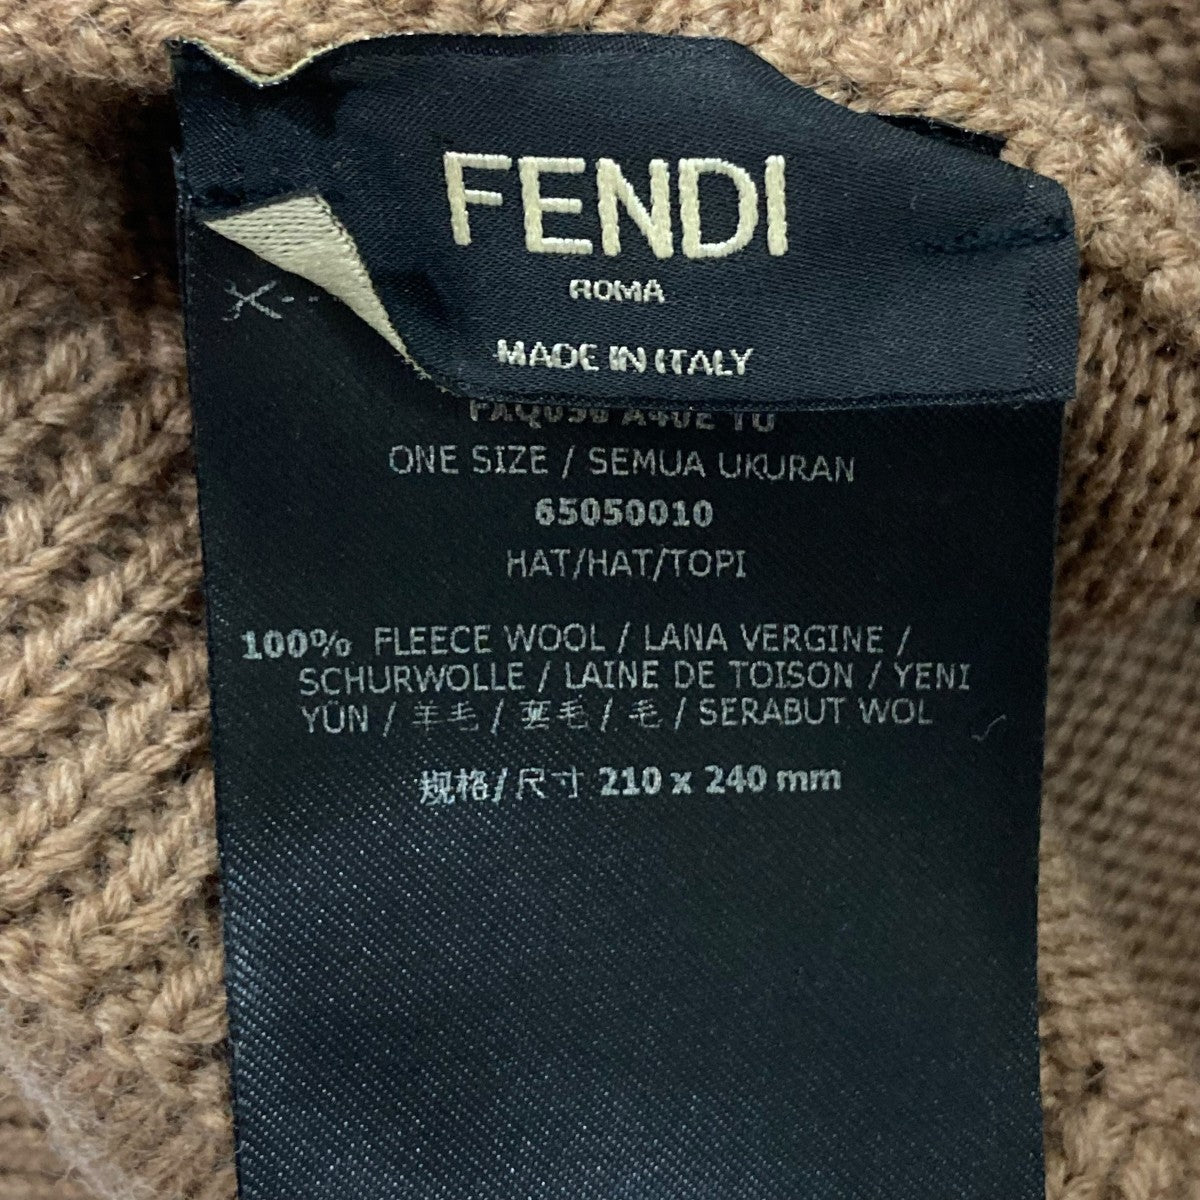 FENDI
ROMA
MADE IN ITALY
ONE SIZE / SEMUA UKURAN
65050010
HAT/HAT/TOPI
100% FLEECE WOOL / LANA VERGINE /
SCHURWOLLE / LAINE DE TOISON / YENI
YÜN / 羊毛 / 毛 / SERABUT WOL
规格/尺寸 210 x 240 mm